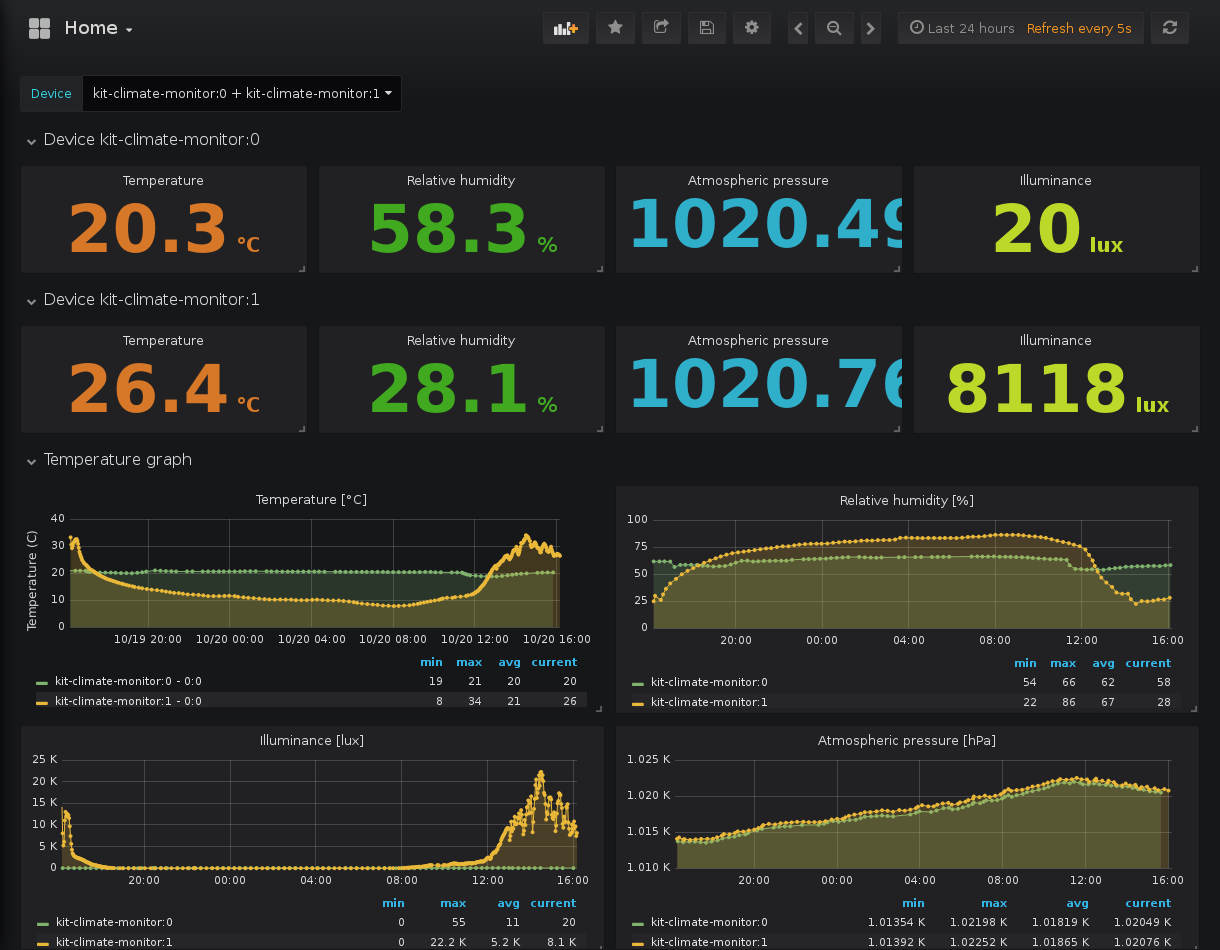 Home
Last 24 hours Refresh every 5s
Device kit-climate-monitor:0 + kit-climate-monitor:1
Device kit-climate-monitor:0
Temperature Relative humidity Atmospheric pressure Illuminance
20.3 °C 58.3 % 1020.49 20 lux
Device kit-climate-monitor:1
Temperature Relative humidity Atmospheric pressure Illuminance
26.4 °C 28.1 % 1020.76 8118 lux
Temperature graph
Temperature [°C]
Temperature (C)
40
30
20
10
0
10/19 20:00 10/20 00:00 10/20 04:00 10/20 08:00 10/20 12:00 10/20 16:00
min max avg current
kit-climate-monitor:0 - 0:0 19 21 20 20
kit-climate-monitor:1 - 0:0 8 34 21 26
Relative humidity [%]
100
75
50
25
0
20:00 00:00 04:00 08:00 12:00 16:00
min max avg current
kit-climate-monitor:0 54 66 62 58
kit-climate-monitor:1 22 86 67 28
Illuminance [lux]
25 K
20 K
15 K
10 K
5 K
0
20:00 00:00 04:00 08:00 12:00 16:00
min max avg current
kit-climate-monitor:0 0 55 11 20
kit-climate-monitor:1 0 22.2 K 5.2 K 8.1 K
Atmospheric pressure [hPa]
1.025 K
1.020 K
1.015 K
1.010 K
20:00 00:00 04:00 08:00 12:00 16:00
min max avg current
kit-climate-monitor:0 1.01354 K 1.02198 K 1.01819 K 1.02049 K
kit-climate-monitor:1 1.01392 K 1.02252 K 1.01865 K 1.02076 K